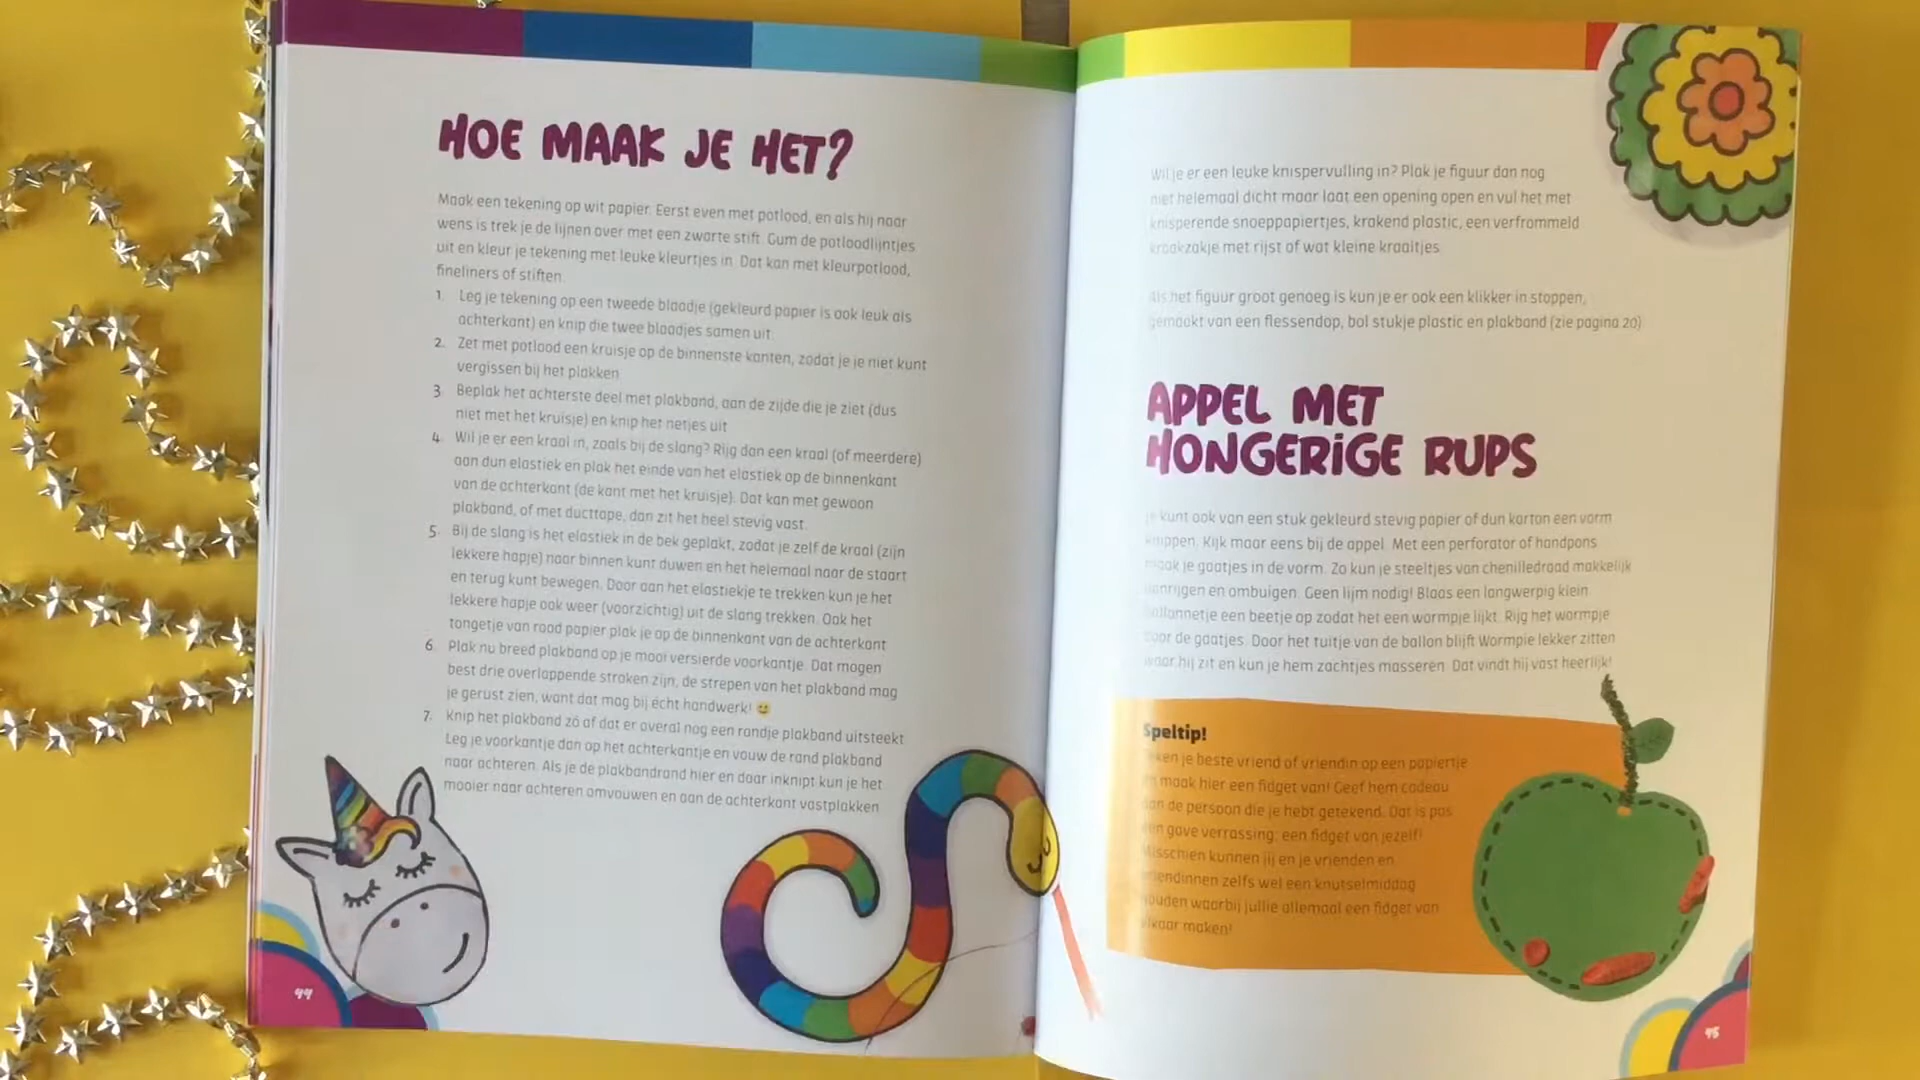 HOE MAAK JE HET?
Maak een tekening op wit papier. Eerst even met potlood, en als hij naar
wens is trek je de lijnen over met een zwarte stift. Gum de potloodlijntjes
uit en kleur je tekening met leuke kleurtjes in. Dat kan met kleurpotlood,
fineliners of stiften.
1. Leg je tekening op een tweede blaadje (gekleurd papier is ook leuk als
achterkant) en knip die twee blaadjes samen uit.
2. Zet met potlood een kruisje op de binnenste kanten, zodat je je niet kunt
vergissen bij het plakken.
3. Beplak het achterste deel met plakband, aan de zijde die je ziet (dus
niet met het kruisje) en knip het netjes uit.
4. Wil je er een kraal in, zoals bij de slang? Rijg dan een kraal (of meerdere)
aan dun elastiek en plak het einde van het elastiek op de binnenkant
van de achterkant (de kant met het kruisje). Dat kan met gewoon
plakband, of met ducttape, dan zit het heel stevig vast.
5. Bij de slang is het elastiek in de bek geplakt, zodat je zelf de kraal (zijn
lekkere hapje) naar binnen kunt duwen en het helemaal naar de staart
en terug kunt bewegen. Door aan het elastiekje te trekken kun je het
lekkere hapje ook weer (voorzichtig) uit de slang trekken. Ook het
tongetje van rood papier plak je op de binnenkant van de achterkant
6. Plak nu breed plakband op je mooi versierde voorkantje. Dat mogen
best drie overlappende stroken zijn, de strepen van het plakband mag
je gerust zien, want dat mag bij écht handwerk! 😄
7. Knip het plakband zó af dat er overal nog een randje plakband uitsteekt.
Leg je voorkantje dan op het achterkantje en vouw de rand plakband
naar achteren. Als je de plakbandrand hier en daar inknipt kun je het
mooier naar achteren omvouwen en aan de achterkant vastplakken
44
Wil je er een leuke knispervulling in? Plak je figuur dan nog
niet helemaal dicht maar laat een opening open en vul het met
knisperende snoeppapiertjes, krakend plastic, een verfrommeld
kraakzakje met rijst of wat kleine kraaltjes.
Als het figuur groot genoeg is kun je er ook een klikker in stoppen,
gemaakt van een flessendop, bol stukje plastic en plakband (zie pagina 20)
APPEL MET
HONGERIGE RUPS
Je kunt ook van een stuk gekleurd stevig papier of dun karton een vorm
knippen. Kijk maar eens bij de appel. Met een perforator of handpons
maak je gaatjes in de vorm. Zo kun je steeltjes van chenilledraad makkelijk
aanrijgen en ombuigen. Geen lijm nodig! Blaas een langwerpig klein
ballonnetje een beetje op zodat het een wormpje lijkt. Rijg het wormpje
door de gaatjes. Door het tuitje van de ballon blijft Wormpie lekker zitten
waar hij zit en kun je hem zachtjes masseren. Dat vindt hij vast heerlijk!
Speltip!
Teken je beste vriend of vriendin op een papiertje
en maak hier een fidget van! Geef hem cadeau
aan de persoon die je hebt getekend. Dat is pas
een gave verrassing: een fidget van jezelf!
Misschien kunnen jij en je vrienden en
vriendinnen zelfs wel een knutselmiddag
houden waarbij jullie allemaal een fidget van
elkaar maken!
45